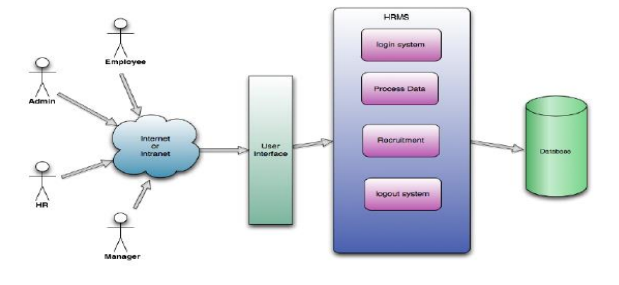 HRMS
login system
Employee
Process Data
Admin
Internet
or
Intranet
User
Interface
Recruitment
Database
HR
logout system
Manager